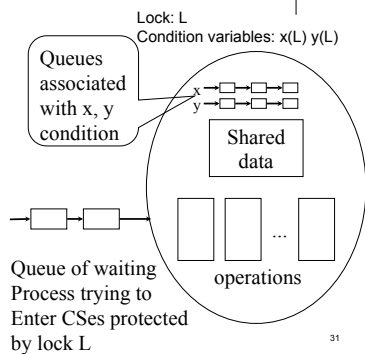 Lock: L
Condition variables: x(L) y(L)
Queues
associated
with x, y
condition
x
y
Shared
data
...
operations
Queue of waiting
Process trying to
Enter CSes protected
by lock L
31